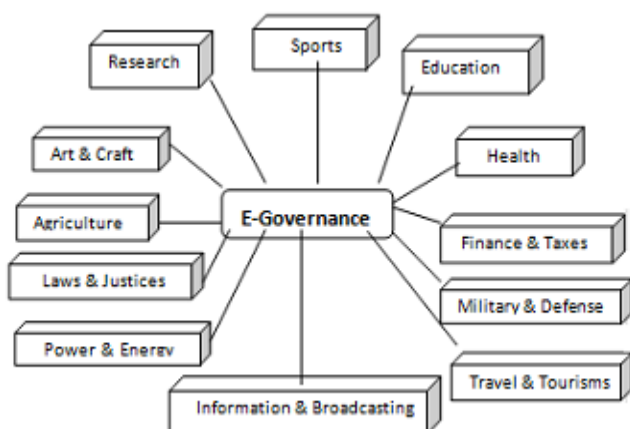 Sports
Research
Education
Art & Craft
Health
E-Governance
Agriculture
Finance & Taxes
Laws & Justices
Military & Defense
Power & Energy
Travel & Tourisms
Information & Broadcasting